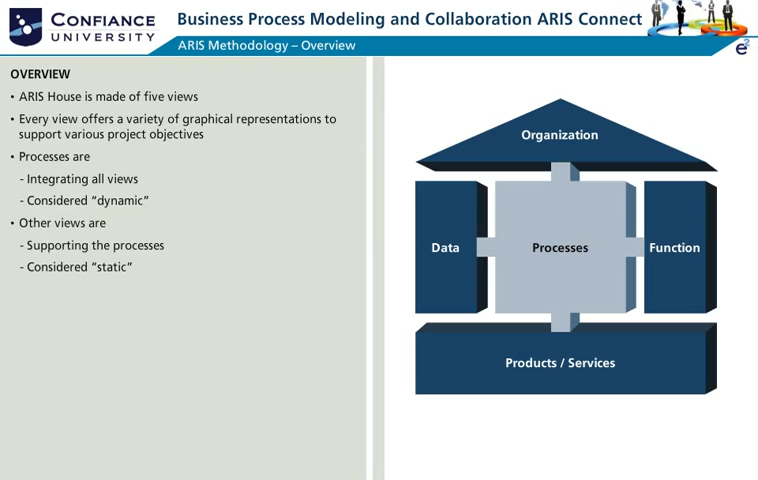 CONFIANCE
UNIVERSITY
Business Process Modeling and Collaboration ARIS Connect
ARIS Methodology – Overview
e²
OVERVIEW
• ARIS House is made of five views
• Every view offers a variety of graphical representations to
support various project objectives
• Processes are
- Integrating all views
- Considered “dynamic”
• Other views are
- Supporting the processes
- Considered “static”
Organization
Data
Processes
Function
Products / Services